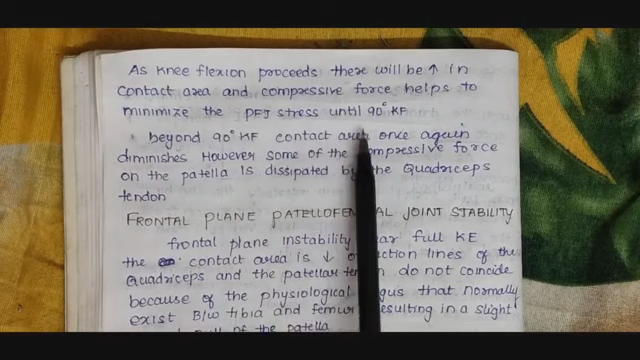 As knee flexion proceeds there will be ↑ in
contact area and compressive force helps to
minimize the PFJ stress until 90° KF
beyond 90° KF contact area once again
diminishes However some of the compressive force
on the patella is dissipated by the Quadriceps
tendon
FRONTAL PLANE PATELLOFEMORAL JOINT STABILITY
frontal plane instability near full KE
the contact area is ↓ action lines of the
Quadriceps and the patellar tendon do not coincide
because of the physiological valgus that normally
exist B/w tibia and femur resulting in a slight
pull of the patella